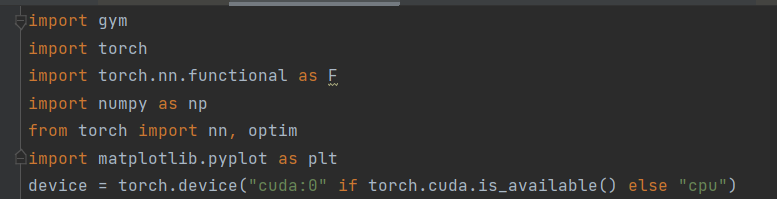 import gym
import torch
import torch.nn.functional as F
import numpy as np
from torch import nn, optim
import matplotlib.pyplot as plt
device = torch.device("cuda:0" if torch.cuda.is_available() else "cpu")